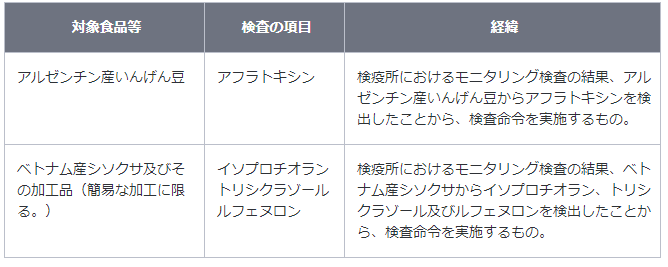 対象食品等
検査の項目
経緯
アルゼンチン産いんげん豆
アフラトキシン
検疫所におけるモニタリング検査の結果、アル
ゼンチン産いんげん豆からアフラトキシンを検
出したことから、検査命令を実施するもの。
ベトナム産シソクサ及びそ
の加工品（簡易な加工に限
る。）
イソプロチオラン
トリシクラゾール
ルフェヌロン
検疫所におけるモニタリング検査の結果、ベト
ナム産シソクサからイソプロチオラン、トリシ
クラゾール及びルフェヌロンを検出したことか
ら、検査命令を実施するもの。